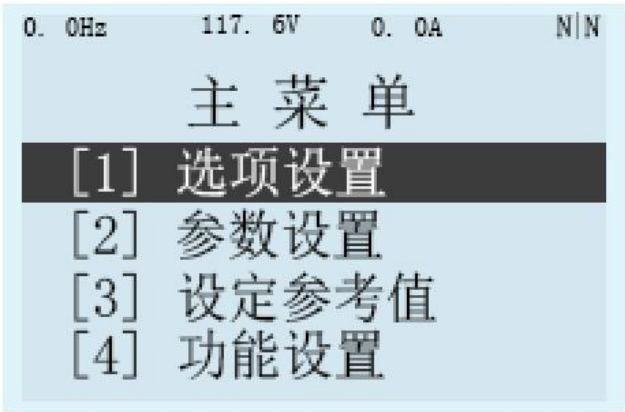 0. 0Hz 117. 6V 0. 0A N|N
主 菜 单
[1] 选项设置
[2] 参数设置
[3] 设定参考值
[4] 功能设置